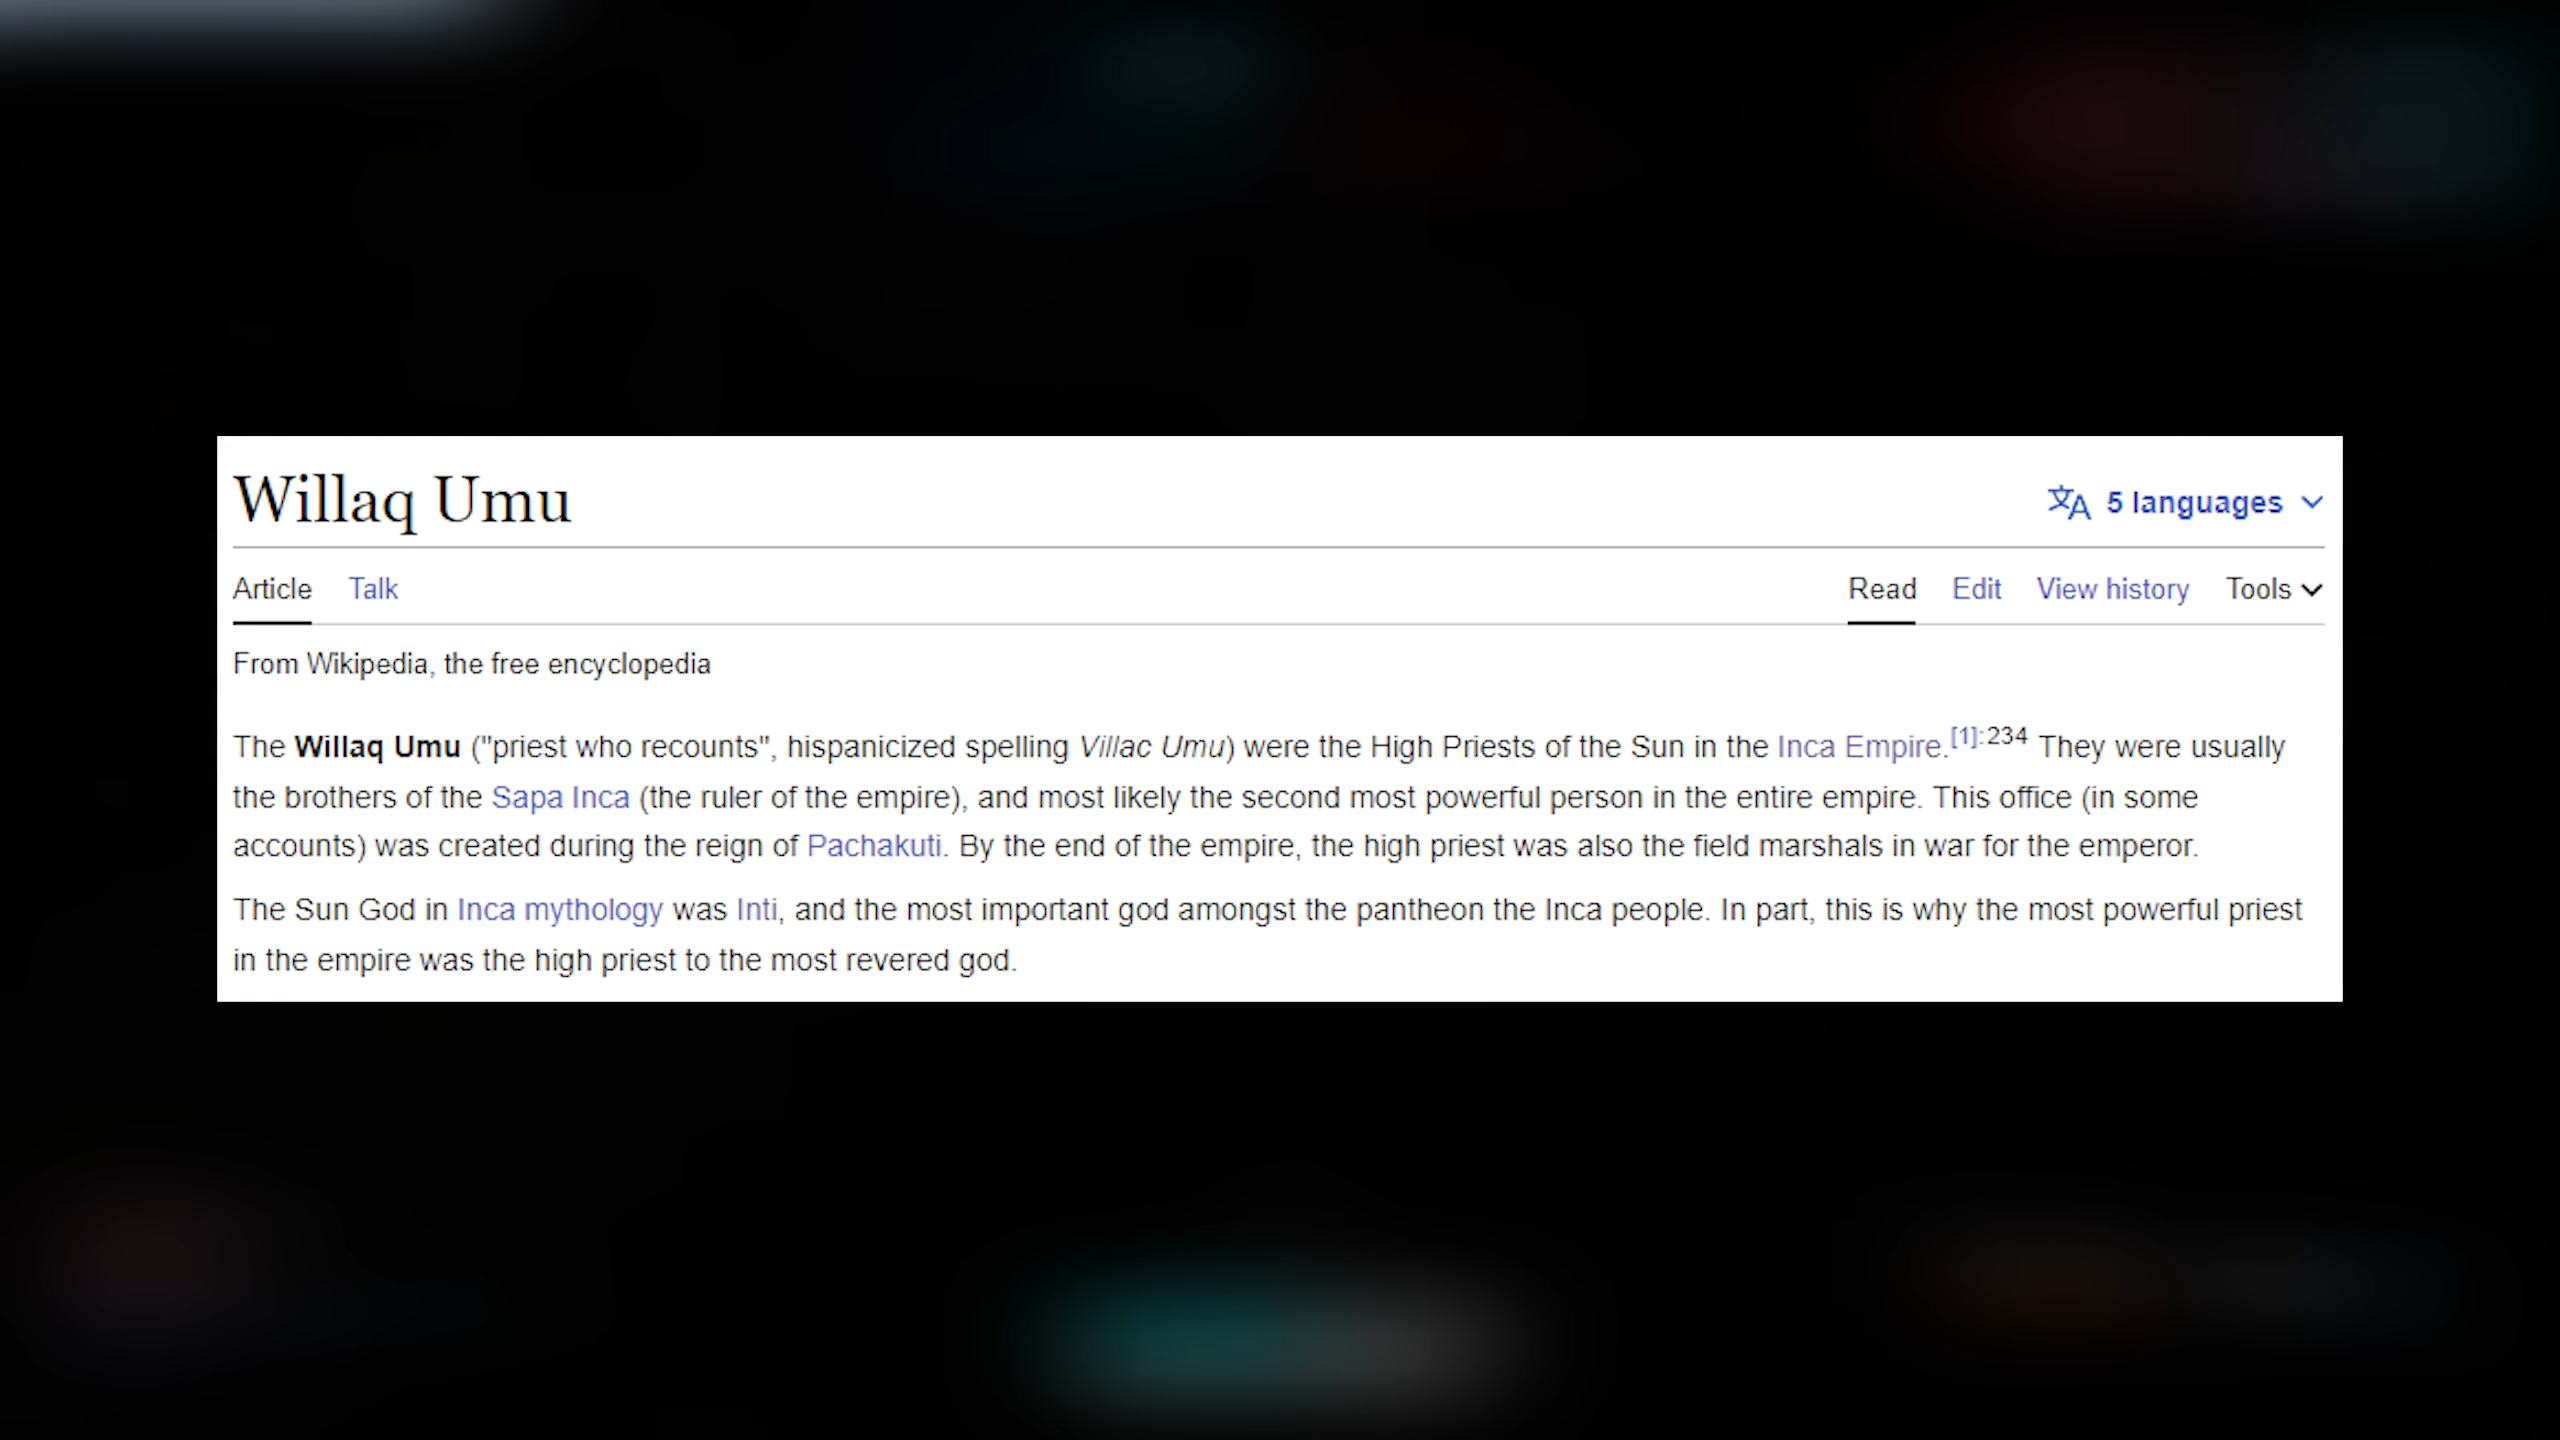 Willaq Umu
5 languages
Article Talk
Read Edit View history Tools
From Wikipedia, the free encyclopedia
The Willaq Umu ("priest who recounts", hispanicized spelling Villac Umu) were the High Priests of the Sun in the Inca Empire.[1]:234 They were usually
the brothers of the Sapa Inca (the ruler of the empire), and most likely the second most powerful person in the entire empire. This office (in some
accounts) was created during the reign of Pachakuti. By the end of the empire, the high priest was also the field marshals in war for the emperor.
The Sun God in Inca mythology was Inti, and the most important god amongst the pantheon the Inca people. In part, this is why the most powerful priest
in the empire was the high priest to the most revered god.